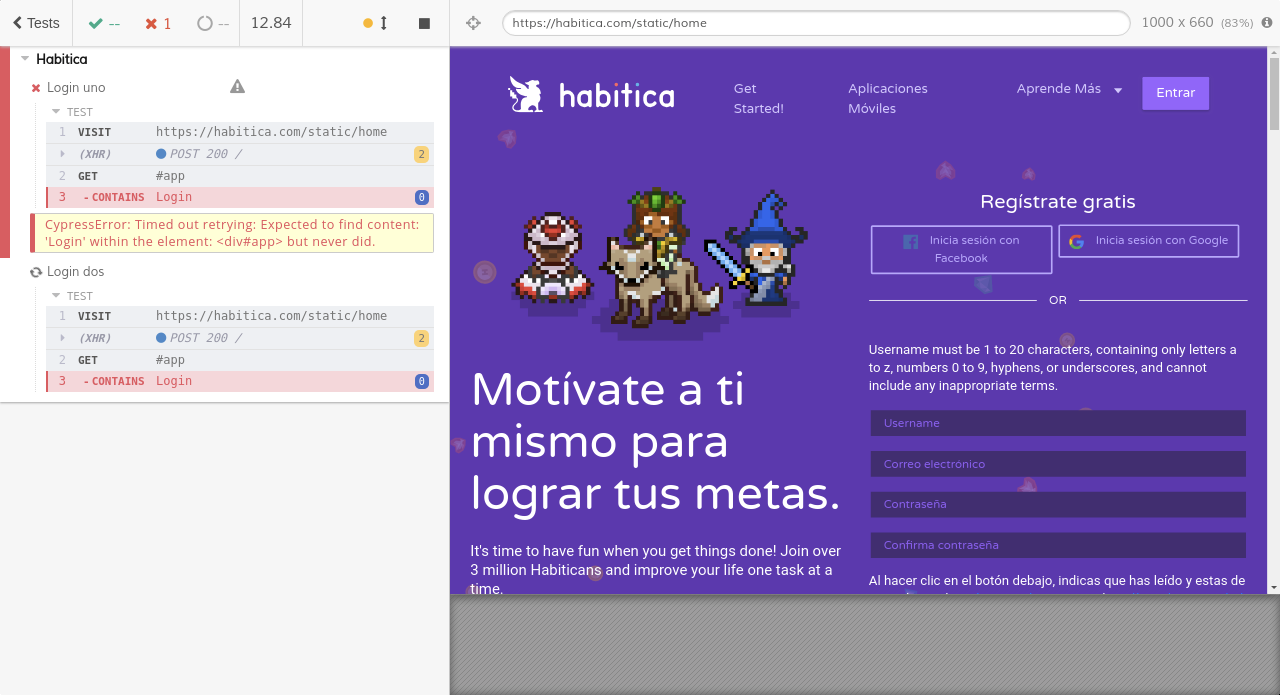 Tests
--
1
--
12.84
https://habitica.com/static/home
1000 x 660 (83%)
Habitica
Login uno
TEST
1 VISIT https://habitica.com/static/home
(XHR) POST 200 / 2
2 GET #app
3 - CONTAINS Login 0
CypressError: Timed out retrying: Expected to find content:
'Login' within the element: <div#app> but never did.
Login dos
TEST
1 VISIT https://habitica.com/static/home
(XHR) POST 200 / 2
2 GET #app
3 - CONTAINS Login 0
habitica
Get
Started!
Aplicaciones
Móviles
Aprende Más
Entrar
Motívate a ti
mismo para
lograr tus metas.
It's time to have fun when you get things done! Join over
3 million Habiticans and improve your life one task at a
time.
Regístrate gratis
Inicia sesión con
Facebook
Inicia sesión con Google
OR
Username must be 1 to 20 characters, containing only letters a
to z, numbers 0 to 9, hyphens, or underscores, and cannot
include any inappropriate terms.
Username
Correo electrónico
Contraseña
Confirma contraseña
Al hacer clic en el botón debajo, indicas que has leído y estas de